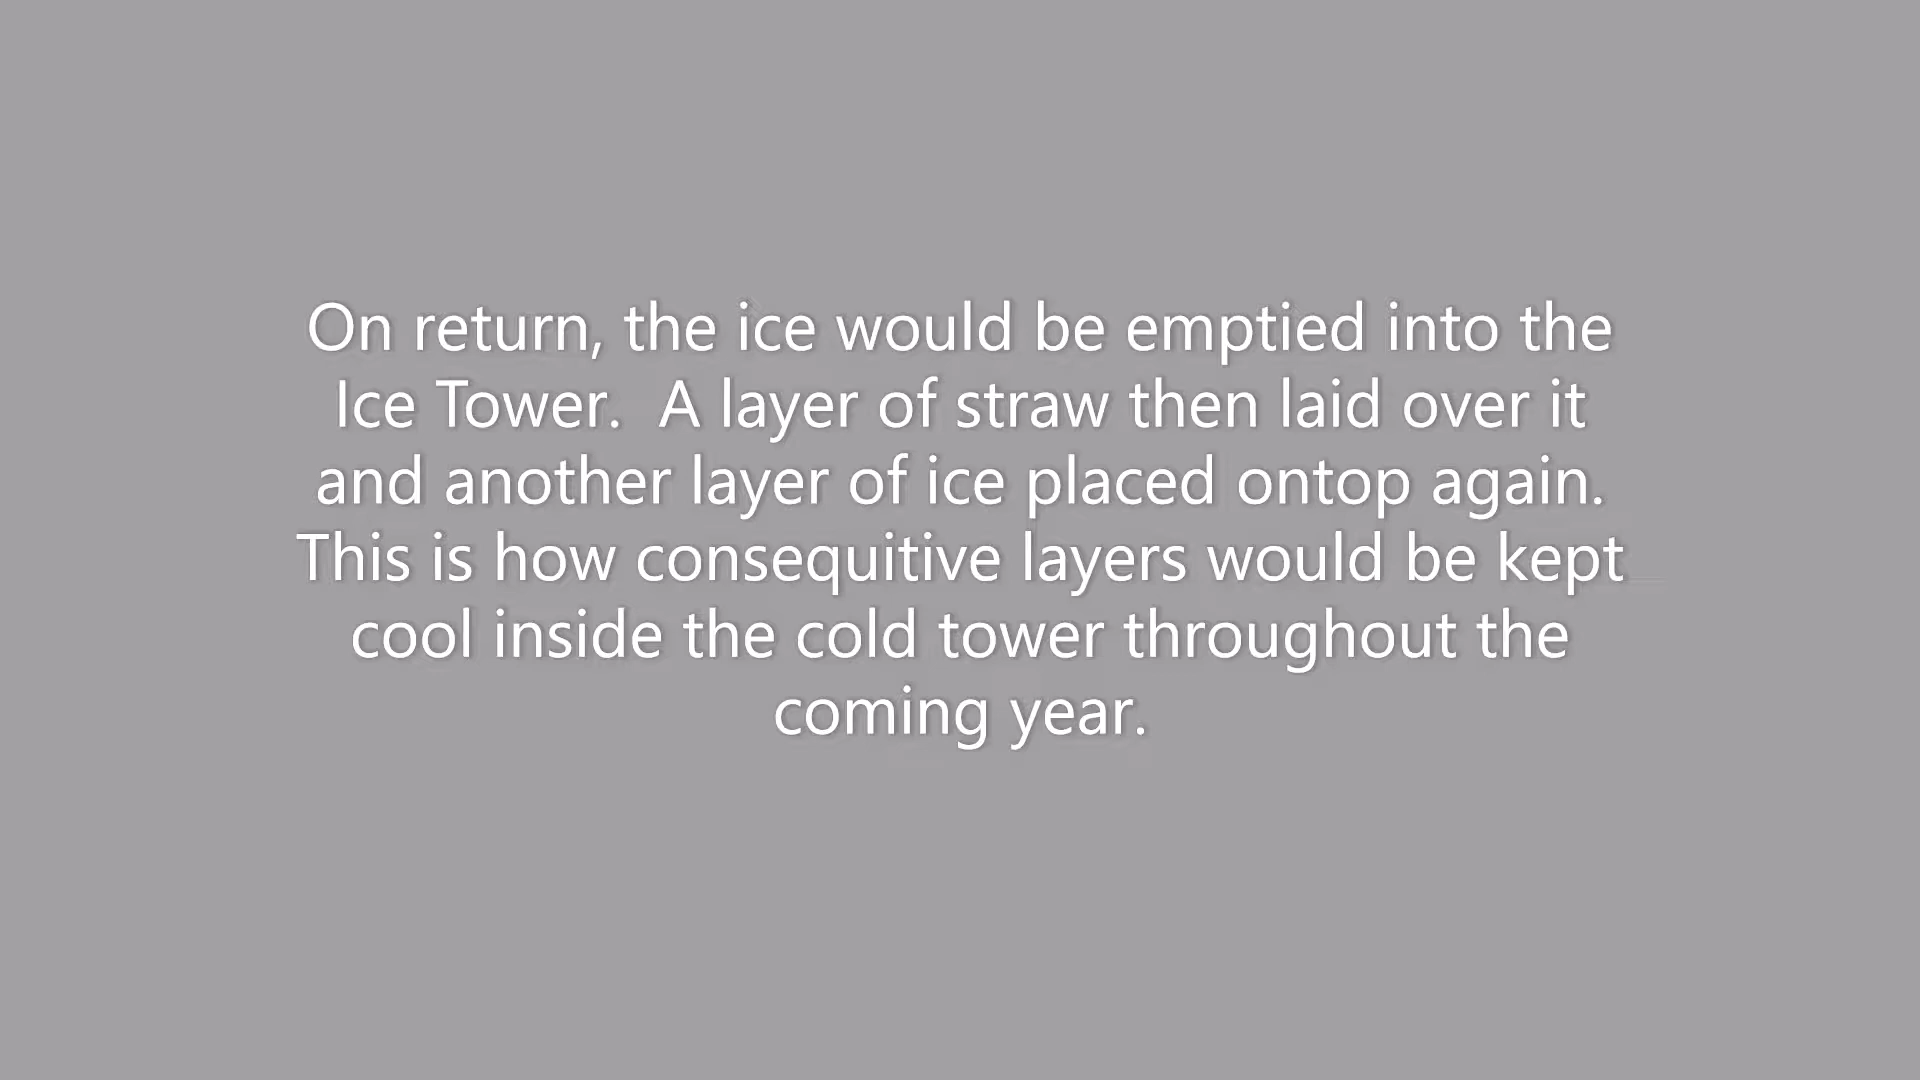 On return, the ice would be emptied into the
Ice Tower.  A layer of straw then laid over it
and another layer of ice placed ontop again.
This is how consequitive layers would be kept
cool inside the cold tower throughout the
coming year.